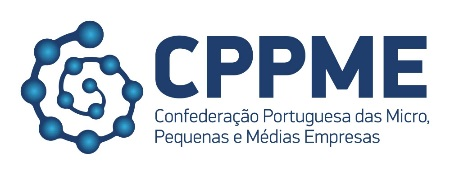 CPPME
Confederação Portuguesa das Micro,
Pequenas e Médias Empresas